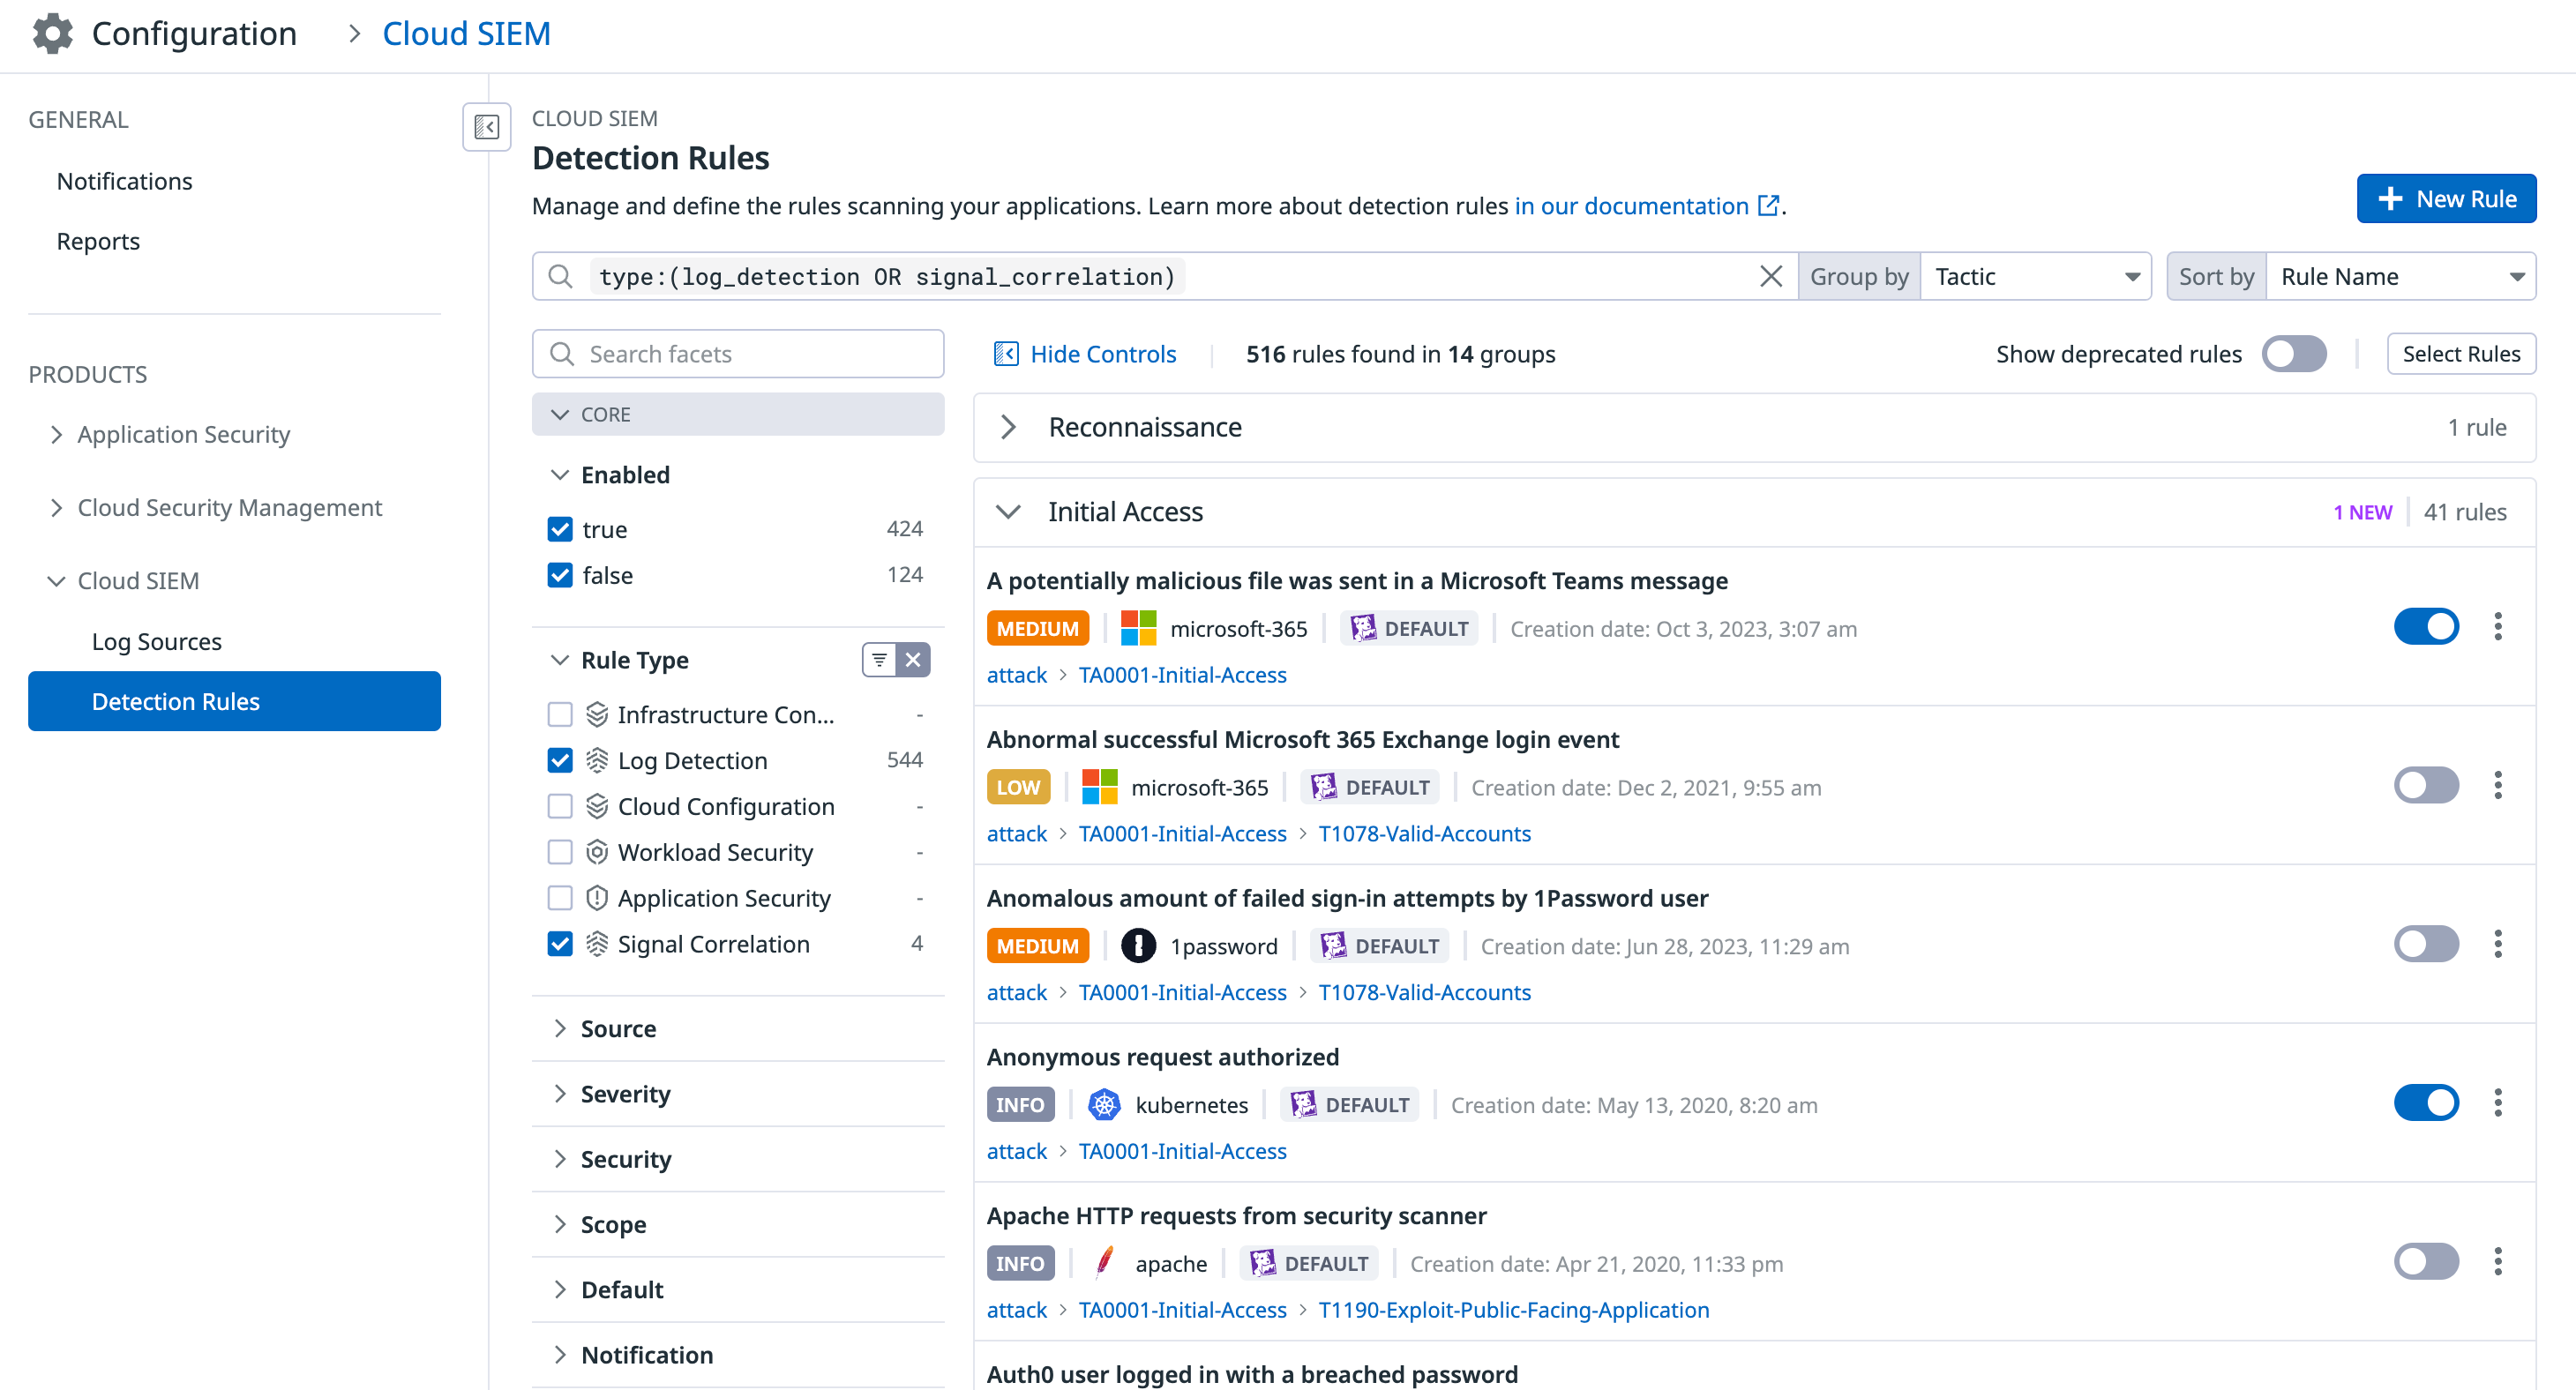 Configuration > Cloud SIEM
GENERAL
Notifications
Reports
PRODUCTS
Application Security
Cloud Security Management
Cloud SIEM
Log Sources
Detection Rules
CLOUD SIEM
Detection Rules
Manage and define the rules scanning your applications. Learn more about detection rules in our documentation.
New Rule
type:(log_detection OR signal_correlation)
Group by Tactic
Sort by Rule Name
Search facets
CORE
Enabled
true 424
false 124
Rule Type
Infrastructure Con... -
Log Detection 544
Cloud Configuration -
Workload Security -
Application Security -
Signal Correlation 4
Source
Severity
Security
Scope
Default
Notification
Hide Controls
516 rules found in 14 groups
Show deprecated rules
Select Rules
Reconnaissance 1 rule
Initial Access 1 NEW 41 rules
A potentially malicious file was sent in a Microsoft Teams message
MEDIUM microsoft-365 DEFAULT Creation date: Oct 3, 2023, 3:07 am
attack > TA0001-Initial-Access
Abnormal successful Microsoft 365 Exchange login event
LOW microsoft-365 DEFAULT Creation date: Dec 2, 2021, 9:55 am
attack > TA0001-Initial-Access > T1078-Valid-Accounts
Anomalous amount of failed sign-in attempts by 1Password user
MEDIUM 1password DEFAULT Creation date: Jun 28, 2023, 11:29 am
attack > TA0001-Initial-Access > T1078-Valid-Accounts
Anonymous request authorized
INFO kubernetes DEFAULT Creation date: May 13, 2020, 8:20 am
attack > TA0001-Initial-Access
Apache HTTP requests from security scanner
INFO apache DEFAULT Creation date: Apr 21, 2020, 11:33 pm
attack > TA0001-Initial-Access > T1190-Exploit-Public-Facing-Application
Auth0 user logged in with a breached password